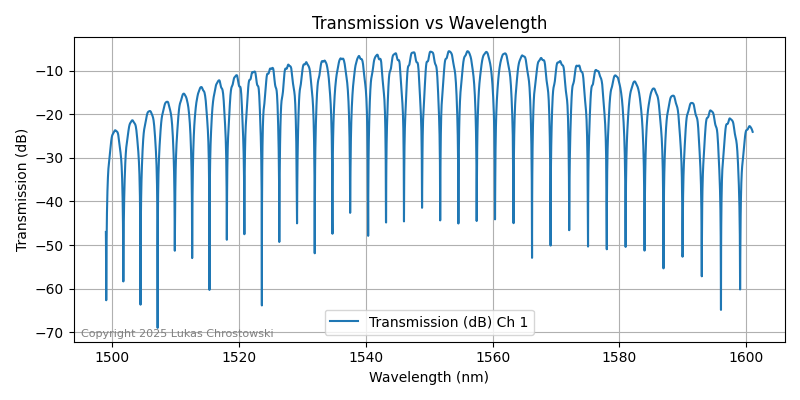 Transmission vs Wavelength
Transmission (dB)
−10
−20
−30
−40
−50
−60
−70
Copyright 2025 Lukas Chrostowski
Transmission (dB) Ch 1
1500 1520 1540 1560 1580 1600
Wavelength (nm)